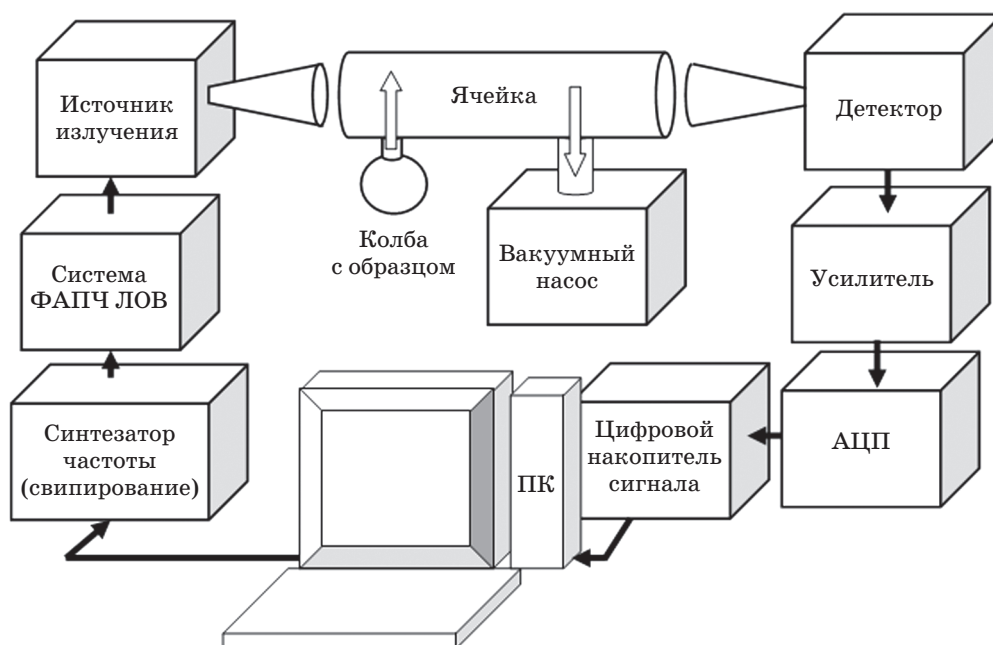 Источник
излучения
Ячейка
Детектор
Колба
с образцом
Вакуумный
насос
Система
ФАПЧ ЛОВ
Усилитель
Синтезатор
частоты
(свипирование)
ПК
Цифровой
накопитель
сигнала
АЦП